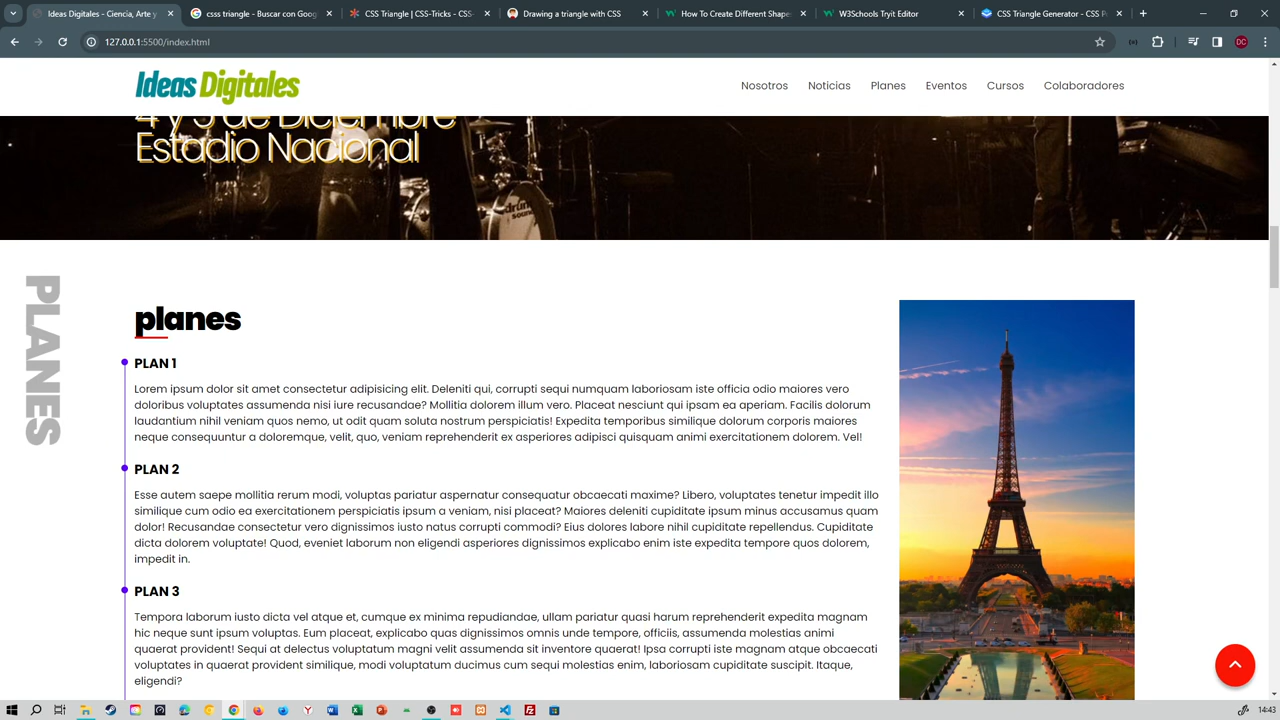 Ideas Digitales – Ciencia, Arte y
csss triangle - Buscar con Goog
CSS Triangle | CSS-Tricks - CSS-
Drawing a triangle with CSS
How To Create Different Shape
W3Schools Tryit Editor
CSS Triangle Generator - CSS P
127.0.0.1:5500/index.html
DC
Ideas Digitales
Nosotros
Noticias
Planes
Eventos
Cursos
Colaboradores
4 y 5 de Diciembre
Estadio Nacional
drum
sound
PLANES
planes
PLAN 1
Lorem ipsum dolor sit amet consectetur adipisicing elit. Deleniti qui, corrupti sequi numquam laboriosam iste officia odio maiores vero
doloribus voluptates assumenda nisi iure recusandae? Mollitia dolorem illum vero. Placeat nesciunt qui ipsam ea aperiam. Facilis dolorum
laudantium nihil veniam quos nemo, ut odit quam soluta nostrum perspiciatis! Expedita temporibus similique dolorum corporis maiores
neque consequuntur a doloremque, velit, quo, veniam reprehenderit ex asperiores adipisci quisquam animi exercitationem dolorem. Vel!
PLAN 2
Esse autem saepe mollitia rerum modi, voluptas pariatur aspernatur consequatur obcaecati maxime? Libero, voluptates tenetur impedit illo
similique cum odio ea exercitationem perspiciatis ipsum a veniam, nisi placeat? Maiores deleniti cupiditate ipsum minus accusamus quam
dolor! Recusandae consectetur vero dignissimos iusto natus corrupti commodi? Eius dolores labore nihil cupiditate repellendus. Cupiditate
dicta dolorem voluptate! Quod, eveniet laborum non eligendi asperiores dignissimos explicabo enim iste expedita tempore quos dolorem,
impedit in.
PLAN 3
Tempora laborum iusto dicta vel atque et, cumque ex minima repudiandae, ullam pariatur quasi harum reprehenderit expedita magnam
hic neque sunt ipsum voluptas. Eum placeat, explicabo quas dignissimos omnis unde tempore, officiis, assumenda molestias animi
quaerat provident! Sequi at delectus voluptatum magni velit assumenda sit inventore quaerat! Ipsa corrupti iste magnam atque obcaecati
voluptates in quaerat provident similique, modi voluptatum ducimus cum sequi molestias enim, laboriosam cupiditate suscipit. Itaque,
eligendi?
14:43